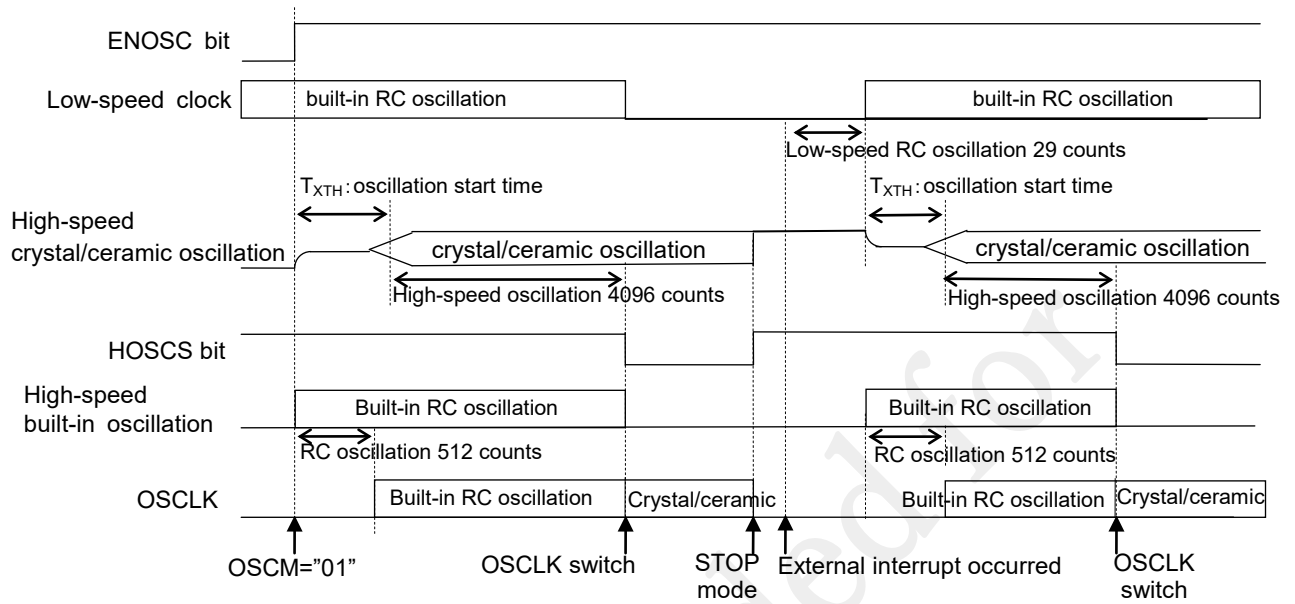 ENOSC bit
Low-speed clock
built-in RC oscillation
built-in RC oscillation
Low-speed RC oscillation 29 counts
TXTH: oscillation start time
TXTH: oscillation start time
High-speed
crystal/ceramic oscillation
crystal/ceramic oscillation
crystal/ceramic oscillation
High-speed oscillation 4096 counts
High-speed oscillation 4096 counts
HOSCS bit
High-speed
built-in oscillation
Built-in RC oscillation
Built-in RC oscillation
RC oscillation 512 counts
RC oscillation 512 counts
OSCLK
Built-in RC oscillation
Crystal/ceramic
Built-in RC oscillation
Crystal/ceramic
OSCM="01"
OSCLK switch
STOP
mode
External interrupt occurred
OSCLK
switch
ded for